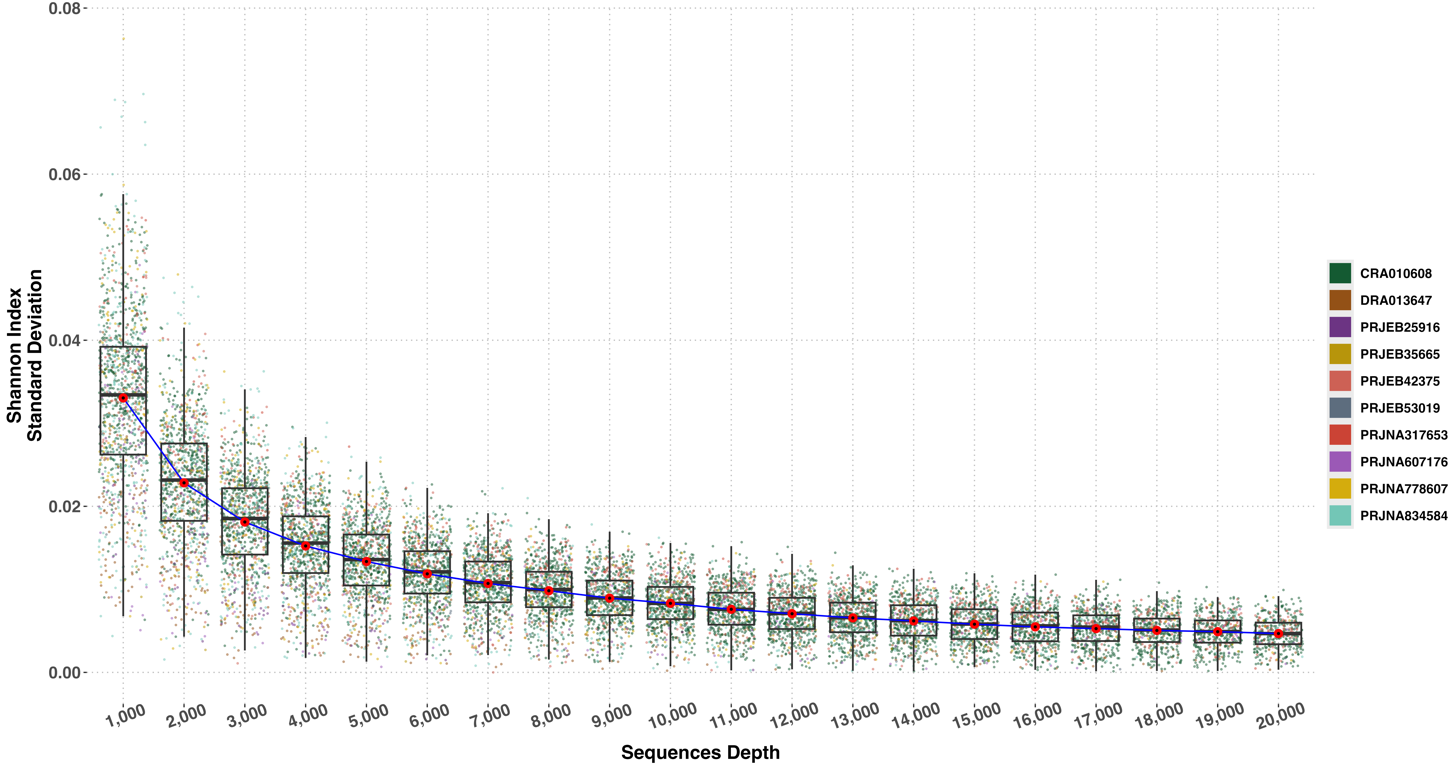 0.08
0.06
0.04
0.02
0.00
Shannon Index
Standard Deviation
1,000
2,000
3,000
4,000
5,000
6,000
7,000
8,000
9,000
10,000
11,000
12,000
13,000
14,000
15,000
16,000
17,000
18,000
19,000
20,000
Sequences Depth
CRA010608
DRA013647
PRJEB25916
PRJEB35665
PRJEB42375
PRJEB53019
PRJNA317653
PRJNA607176
PRJNA778607
PRJNA834584